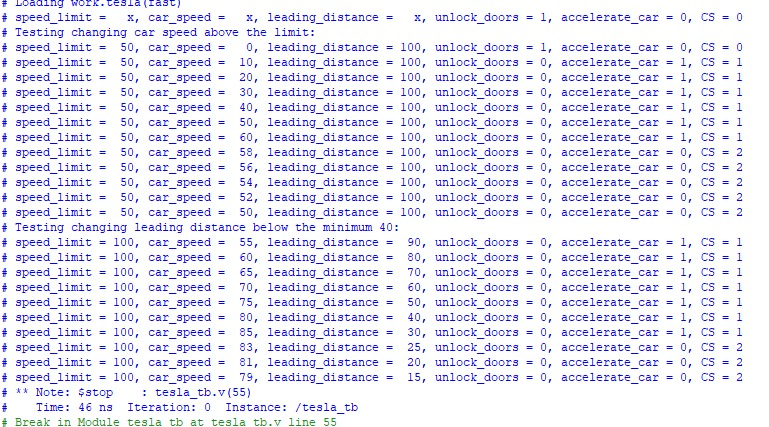 # Loading work.tesla(fast)
# speed_limit =   x, car_speed =   x, leading_distance =   x, unlock_doors = 1, accelerate_car = 0, CS = 0
# Testing changing car speed above the limit:
# speed_limit =  50, car_speed =   0, leading_distance = 100, unlock_doors = 1, accelerate_car = 0, CS = 0
# speed_limit =  50, car_speed =  10, leading_distance = 100, unlock_doors = 0, accelerate_car = 1, CS = 1
# speed_limit =  50, car_speed =  20, leading_distance = 100, unlock_doors = 0, accelerate_car = 1, CS = 1
# speed_limit =  50, car_speed =  30, leading_distance = 100, unlock_doors = 0, accelerate_car = 1, CS = 1
# speed_limit =  50, car_speed =  40, leading_distance = 100, unlock_doors = 0, accelerate_car = 1, CS = 1
# speed_limit =  50, car_speed =  50, leading_distance = 100, unlock_doors = 0, accelerate_car = 1, CS = 1
# speed_limit =  50, car_speed =  60, leading_distance = 100, unlock_doors = 0, accelerate_car = 1, CS = 1
# speed_limit =  50, car_speed =  58, leading_distance = 100, unlock_doors = 0, accelerate_car = 0, CS = 2
# speed_limit =  50, car_speed =  56, leading_distance = 100, unlock_doors = 0, accelerate_car = 0, CS = 2
# speed_limit =  50, car_speed =  54, leading_distance = 100, unlock_doors = 0, accelerate_car = 0, CS = 2
# speed_limit =  50, car_speed =  52, leading_distance = 100, unlock_doors = 0, accelerate_car = 0, CS = 2
# speed_limit =  50, car_speed =  50, leading_distance = 100, unlock_doors = 0, accelerate_car = 0, CS = 2
# Testing changing leading distance below the minimum 40:
# speed_limit = 100, car_speed =  55, leading_distance =  90, unlock_doors = 0, accelerate_car = 1, CS = 1
# speed_limit = 100, car_speed =  60, leading_distance =  80, unlock_doors = 0, accelerate_car = 1, CS = 1
# speed_limit = 100, car_speed =  65, leading_distance =  70, unlock_doors = 0, accelerate_car = 1, CS = 1
# speed_limit = 100, car_speed =  70, leading_distance =  60, unlock_doors = 0, accelerate_car = 1, CS = 1
# speed_limit = 100, car_speed =  75, leading_distance =  50, unlock_doors = 0, accelerate_car = 1, CS = 1
# speed_limit = 100, car_speed =  80, leading_distance =  40, unlock_doors = 0, accelerate_car = 1, CS = 1
# speed_limit = 100, car_speed =  85, leading_distance =  30, unlock_doors = 0, accelerate_car = 1, CS = 1
# speed_limit = 100, car_speed =  83, leading_distance =  25, unlock_doors = 0, accelerate_car = 0, CS = 2
# speed_limit = 100, car_speed =  81, leading_distance =  20, unlock_doors = 0, accelerate_car = 0, CS = 2
# speed_limit = 100, car_speed =  79, leading_distance =  15, unlock_doors = 0, accelerate_car = 0, CS = 2
# ** Note: $stop    : tesla_tb.v(55)
#    Time: 46 ns  Iteration: 0  Instance: /tesla_tb
# Break in Module tesla_tb at tesla_tb.v line 55